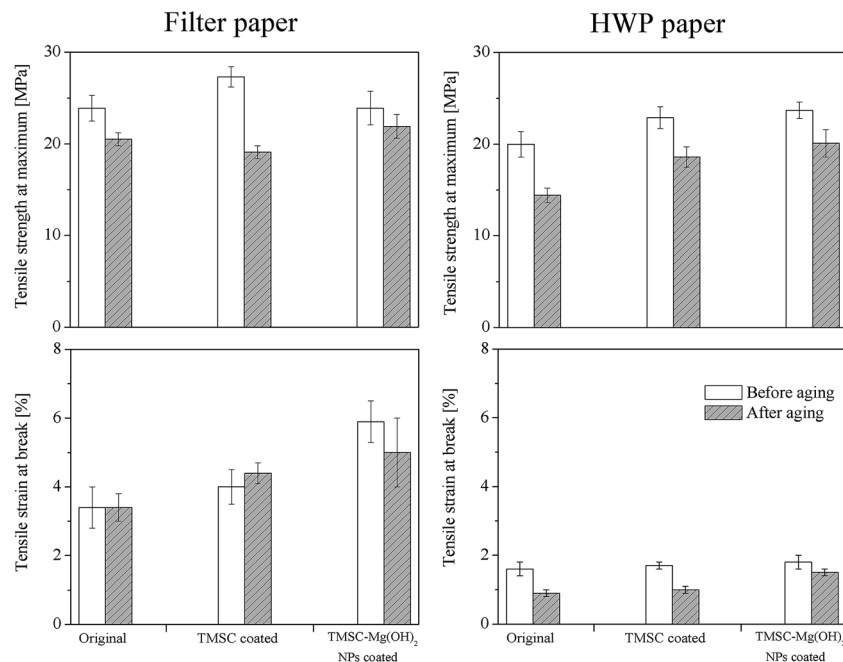 Filter paper
HWP paper
Tensile strength at maximum [MPa]
30
20
10
0
Tensile strength at maximum [MPa]
30
20
10
0
Tensile strain at break [%]
8
6
4
2
0
Original
TMSC coated
TMSC-Mg(OH)₂
NPs coated
Tensile strain at break [%]
8
6
4
2
0
Before aging
After aging
Original
TMSC coated
TMSC-Mg(OH)₂
NPs coated